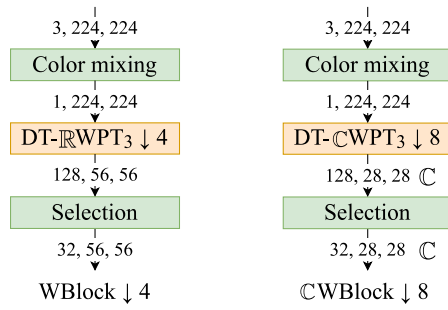 3, 224, 224
Color mixing
1, 224, 224
DT-ℝWPT₃ ↓ 4
128, 56, 56
Selection
32, 56, 56
WBlock ↓ 4
3, 224, 224
Color mixing
1, 224, 224
DT-ℂWPT₃ ↓ 8
128, 28, 28 ℂ
Selection
32, 28, 28 ℂ
ℂWBlock ↓ 8